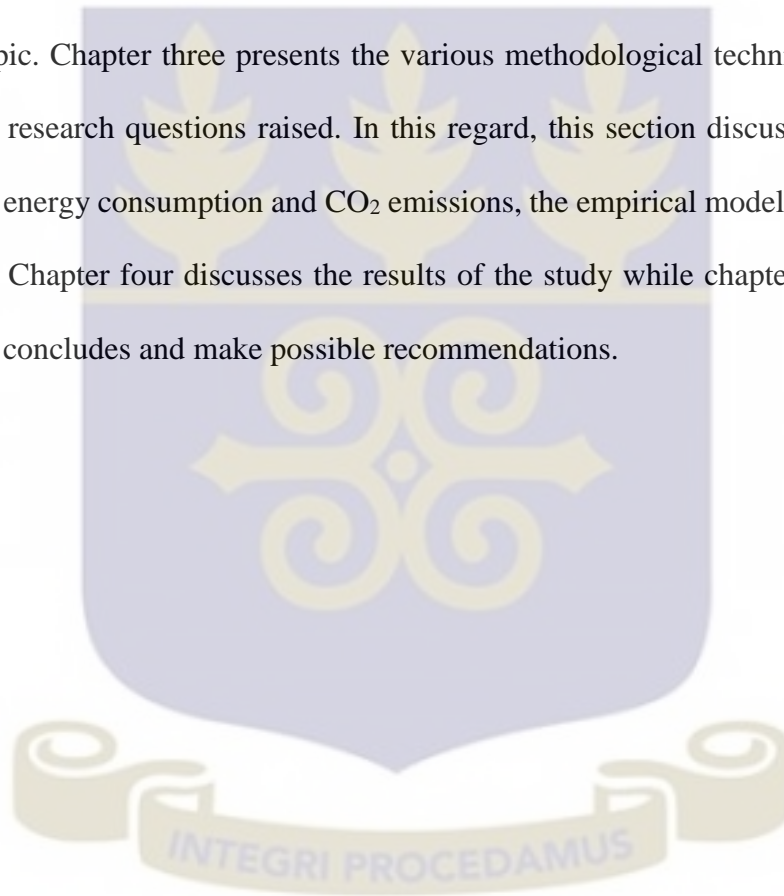 pic. Chapter three presents the various methodological techni
research questions raised. In this regard, this section discus
energy consumption and CO₂ emissions, the empirical model
Chapter four discusses the results of the study while chapte
concludes and make possible recommendations.
INTEGRI PROCEDAMUS